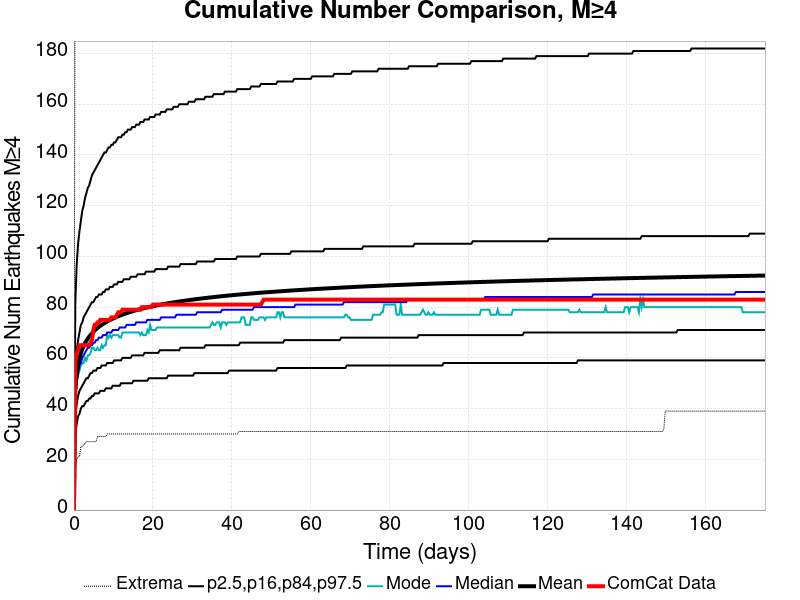 Cumulative Number Comparison, M≥4
Cumulative Num Earthquakes M≥4
180
160
140
120
100
80
60
40
20
0
0 20 40 60 80 100 120 140 160
Time (days)
Extrema p2.5,p16,p84,p97.5 Mode Median Mean ComCat Data